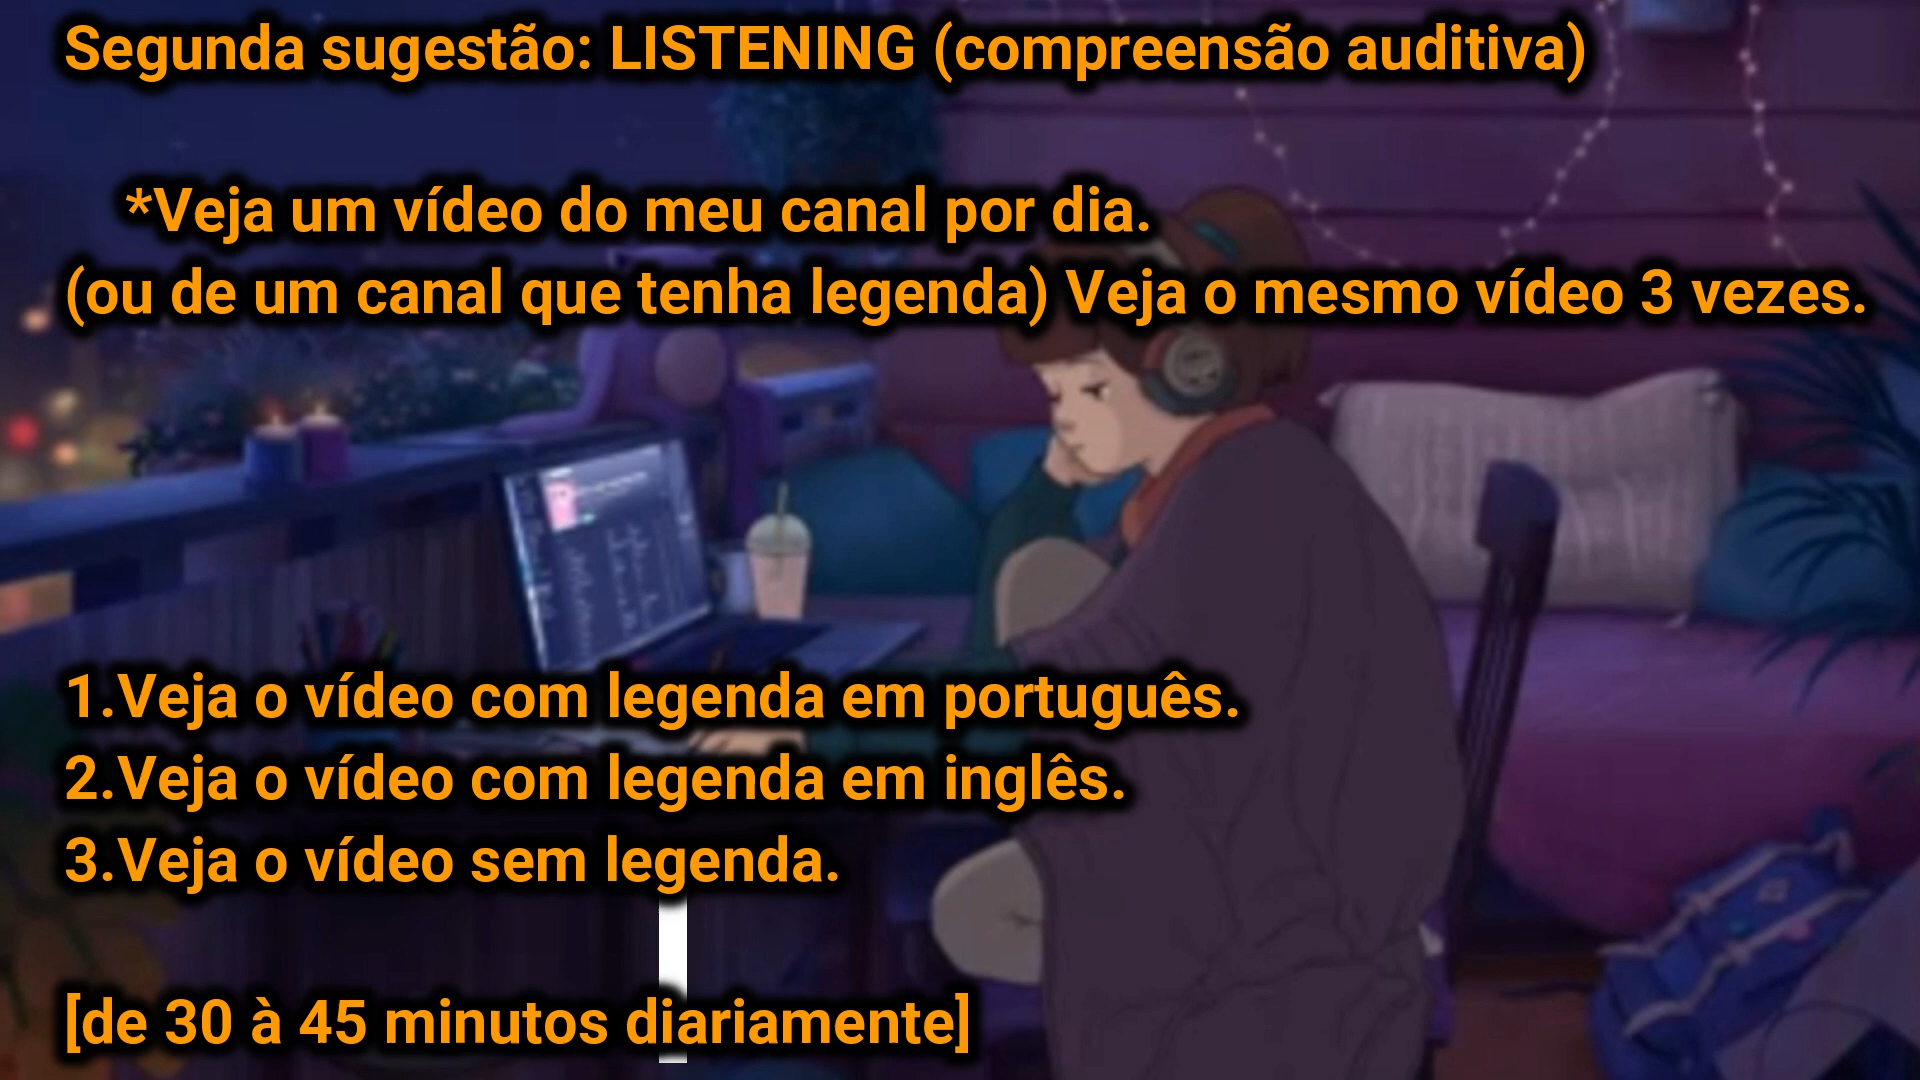 Segunda sugestão: LISTENING (compreensão auditiva)
*Veja um vídeo do meu canal por dia.
(ou de um canal que tenha legenda) Veja o mesmo vídeo 3 vezes.
1.Veja o vídeo com legenda em português.
2.Veja o vídeo com legenda em inglês.
3.Veja o vídeo sem legenda.
[de 30 à 45 minutos diariamente]